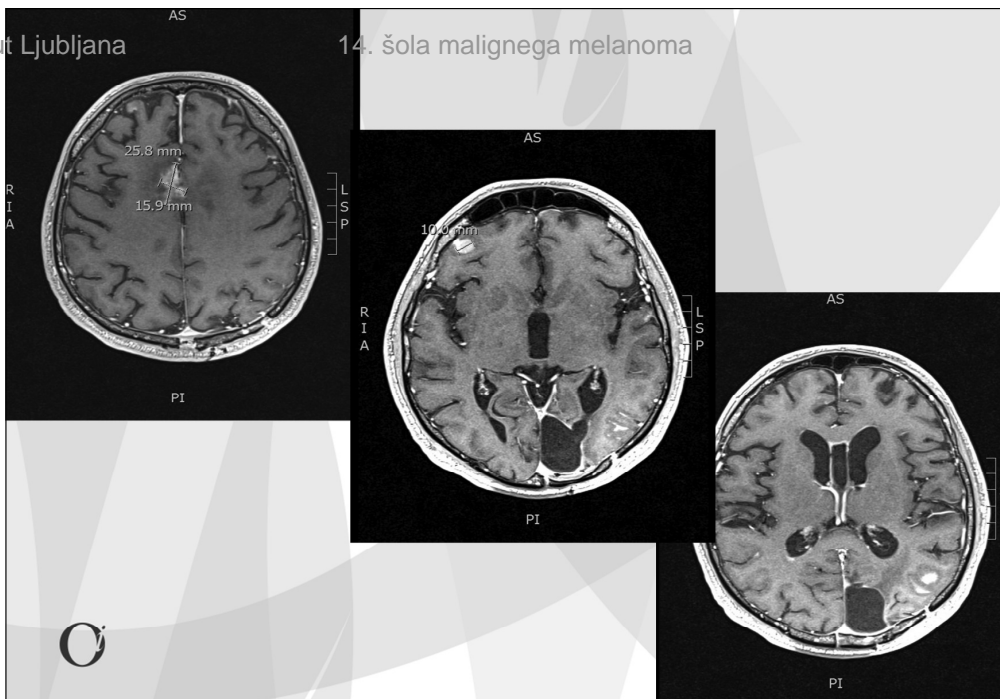 AS
t Ljubljana
14. šola malignega melanoma
25.8 mm
15.9 mm
R
I
A
L
S
P
PI
AS
10.0 mm
R
I
A
L
S
P
PI
AS
L
S
P
PI
Oi